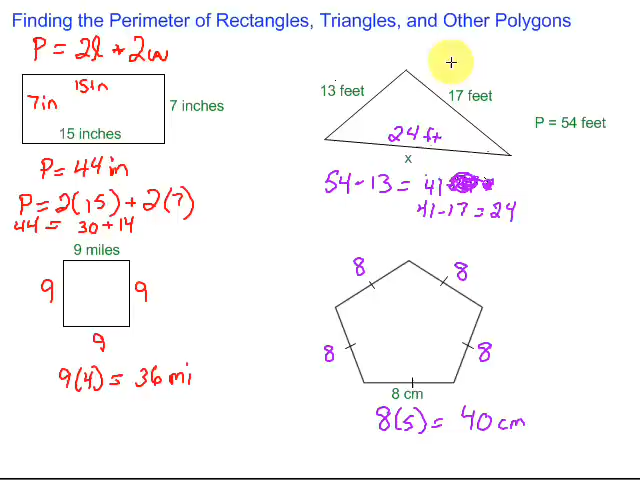 Finding the Perimeter of Rectangles, Triangles, and Other Polygons
P = 2l + 2w
15in
7in
7 inches
15 inches
P = 44 in
P = 2(15) + 2(7)
44 = 30 + 14
9 miles
9
9
9
9(4) = 36 mi
13 feet
17 feet
24 ft
x
P = 54 feet
54 - 13 = 41
41 - 17 = 24
8
8
8
8
8 cm
8(5) = 40 cm